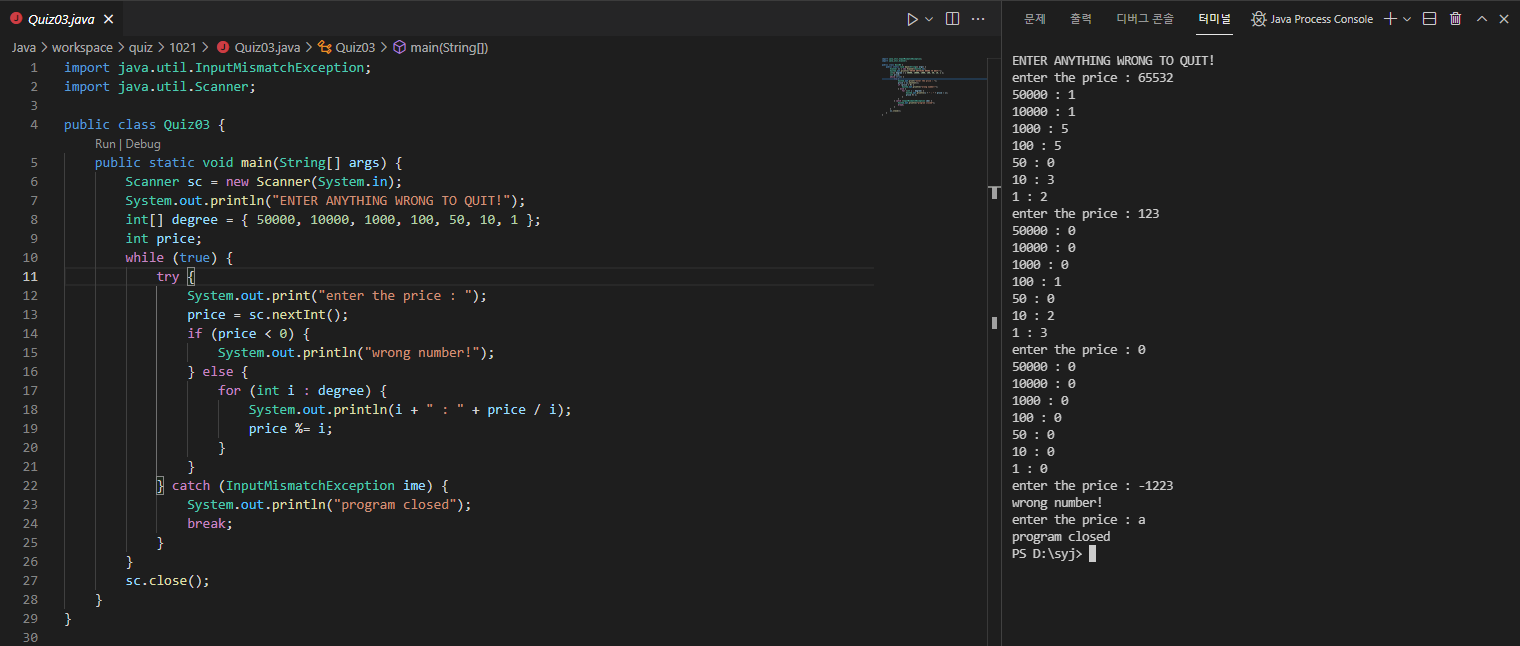 Quiz03.java
Java > workspace > quiz > 1021 > Quiz03.java > Quiz03 > main(String[])
1 import java.util.InputMismatchException;
2 import java.util.Scanner;
3
4 public class Quiz03 {
Run | Debug
5 public static void main(String[] args) {
6 Scanner sc = new Scanner(System.in);
7 System.out.println("ENTER ANYTHING WRONG TO QUIT!");
8 int[] degree = { 50000, 10000, 1000, 100, 50, 10, 1 };
9 int price;
10 while (true) {
11 try {
12 System.out.print("enter the price : ");
13 price = sc.nextInt();
14 if (price < 0) {
15 System.out.println("wrong number!");
16 } else {
17 for (int i : degree) {
18 System.out.println(i + " : " + price / i);
19 price %= i;
20 }
21 }
22 } catch (InputMismatchException ime) {
23 System.out.println("program closed");
24 break;
25 }
26 }
27 sc.close();
28 }
29 }
30
문제 출력 디버그 콘솔 터미널 Java Process Console
ENTER ANYTHING WRONG TO QUIT!
enter the price : 65532
50000 : 1
10000 : 1
1000 : 5
100 : 5
50 : 0
10 : 3
1 : 2
enter the price : 123
50000 : 0
10000 : 0
1000 : 0
100 : 1
50 : 0
10 : 2
1 : 3
enter the price : 0
50000 : 0
10000 : 0
1000 : 0
100 : 0
50 : 0
10 : 0
1 : 0
enter the price : -1223
wrong number!
enter the price : a
program closed
PS D:\syj>